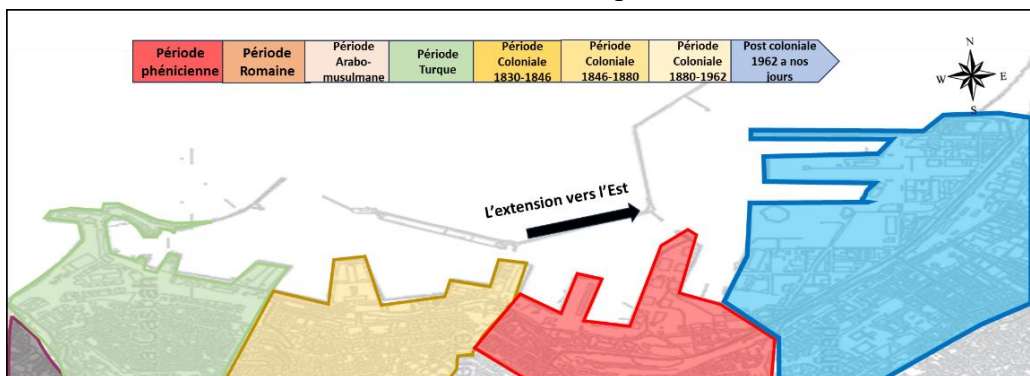 Période
phénicienne
Période
Romaine
Période
Arabo-
musulmane
Période
Turque
Période
Coloniale
1830-1846
Période
Coloniale
1846-1880
Période
Coloniale
1880-1962
Post coloniale
1962 a nos
jours
N
W
E
S
L'extension vers l'Est